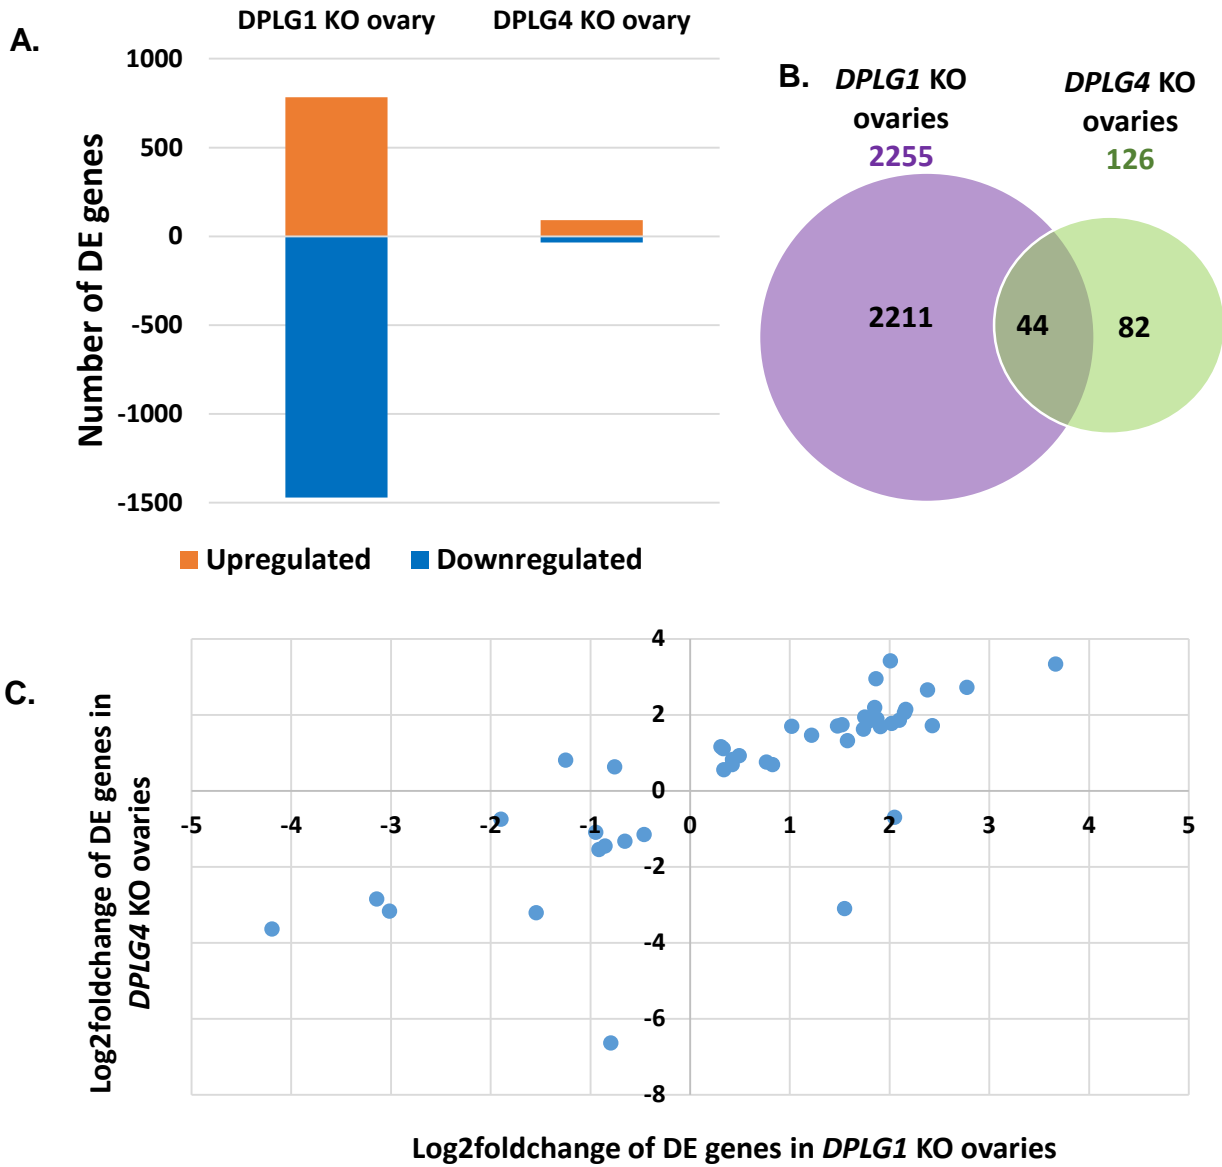 A.
DPLG1 KO ovary
DPLG4 KO ovary
Number of DE genes
1000
500
0
-500
-1000
-1500
Upregulated
Downregulated
B.
DPLG1 KO
ovaries
2255
DPLG4 KO
ovaries
126
2211
44
82
C.
Log2foldchange of DE genes in
DPLG4 KO ovaries
4
2
0
-2
-4
-6
-8
-5
-4
-3
-2
-1
0
1
2
3
4
5
Log2foldchange of DE genes in DPLG1 KO ovaries